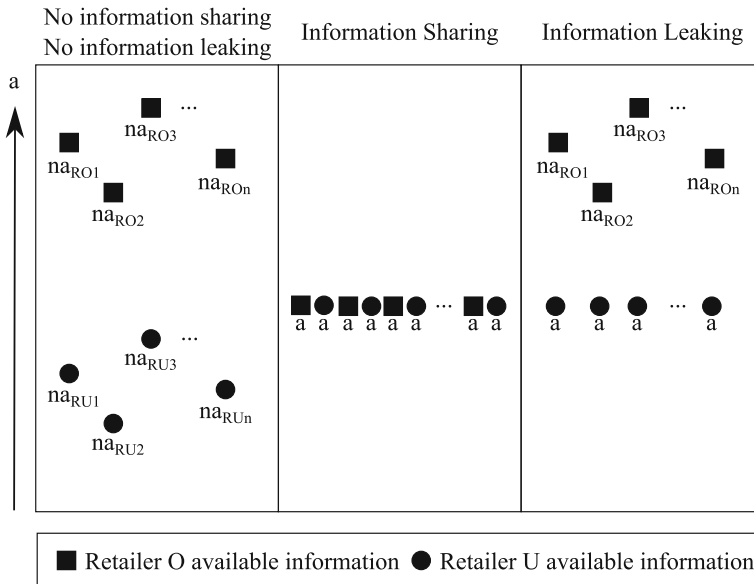 No information sharing
No information leaking
Information Sharing
Information Leaking
a
...
na_RO3
na_RO1
na_ROn
na_RO2
...
na_RU3
na_RU1
na_RUn
na_RU2
...
a a a a a a a a
...
na_RO3
na_RO1
na_ROn
na_RO2
...
a a a a
Retailer O available information Retailer U available information